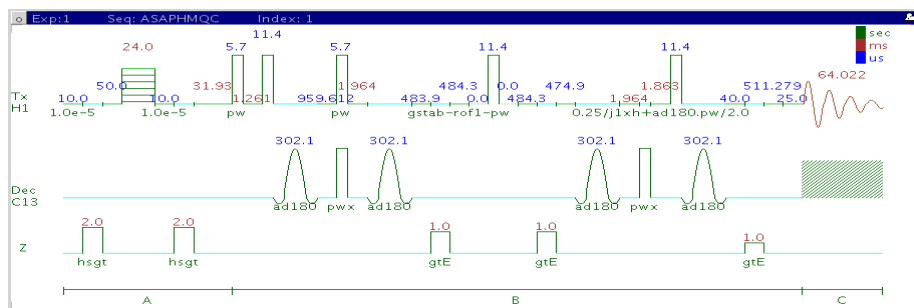 Exp:1 Seq: ASAPHMQC Index: 1
sec
ms
us
24.0 5.7 11.4 5.7 11.4 11.4 64.022
10.0 50.0 10.0 31.93 1.261 959.612 1.964 483.9 484.3 0.0 0.0 484.3 474.9 1.964 1.863 40.0 511.279 25.0
Tx
H1
1.0e-5 1.0e-5 pw pw gstab-rof1-pw 0.25/j1xh+ad180.pw/2.0
302.1 302.1 302.1 302.1
Dec
C13
ad180 pwx ad180 ad180 pwx ad180
2.0 2.0 1.0 1.0 1.0
Z
hsgt hsgt gtE gtE gtE
A B C